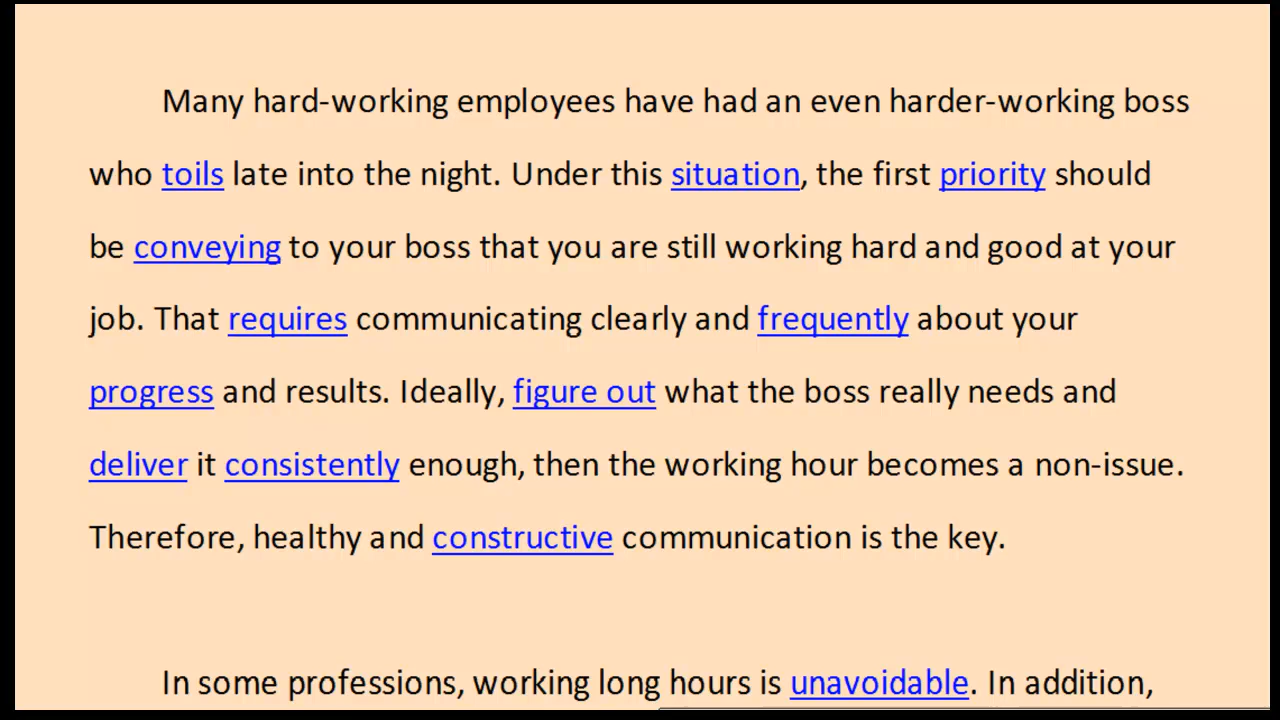 Many hard-working employees have had an even harder-working boss
who toils late into the night. Under this situation, the first priority should
be conveying to your boss that you are still working hard and good at your
job. That requires communicating clearly and frequently about your
progress and results. Ideally, figure out what the boss really needs and
deliver it consistently enough, then the working hour becomes a non-issue.
Therefore, healthy and constructive communication is the key.
In some professions, working long hours is unavoidable. In addition,